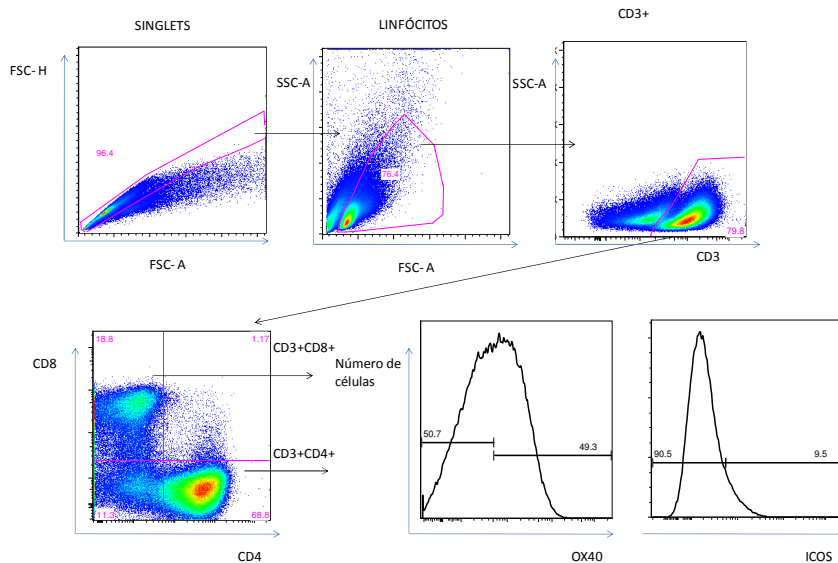 SINGLETS
LINFÓCITOS
CD3+
FSC- H
SSC-A
SSC-A
96.4
76.4
79.8
FSC- A
FSC- A
CD3
18.8
1.17
CD3+CD8+
CD8
Número de
células
CD3+CD4+
50.7
49.3
90.5
9.5
11.3
68.8
CD4
OX40
ICOS